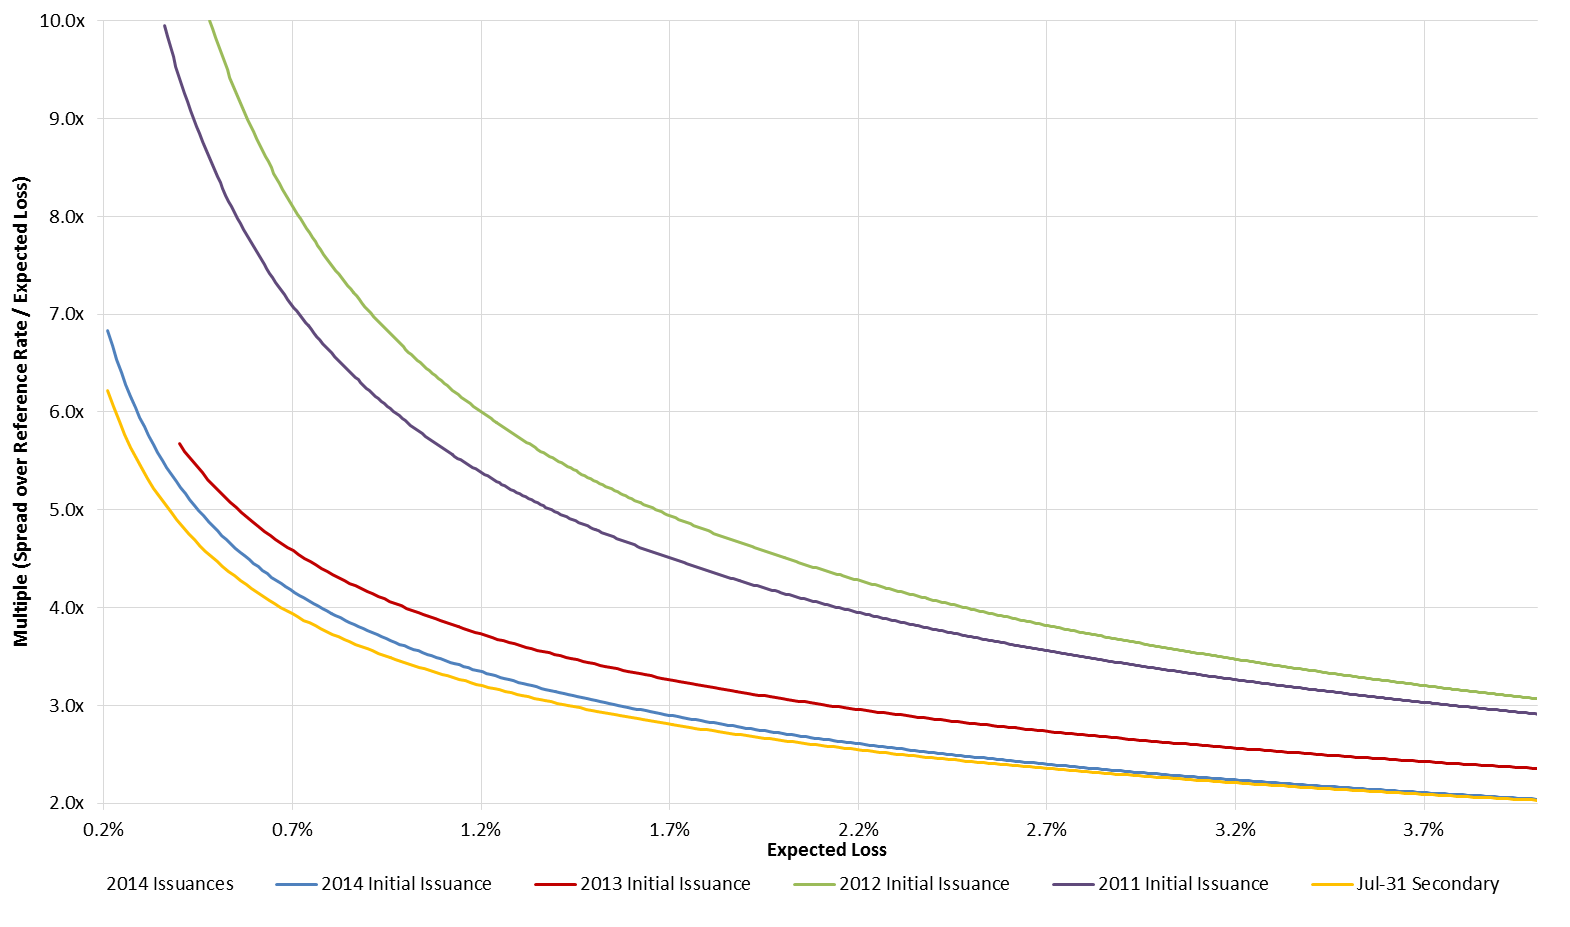 10.0x
9.0x
8.0x
7.0x
6.0x
5.0x
4.0x
3.0x
2.0x
Multiple (Spread over Reference Rate / Expected Loss)
0.2% 0.7% 1.2% 1.7% 2.2% 2.7% 3.2% 3.7%
Expected Loss
2014 Issuances 2014 Initial Issuance 2013 Initial Issuance 2012 Initial Issuance 2011 Initial Issuance Jul-31 Secondary